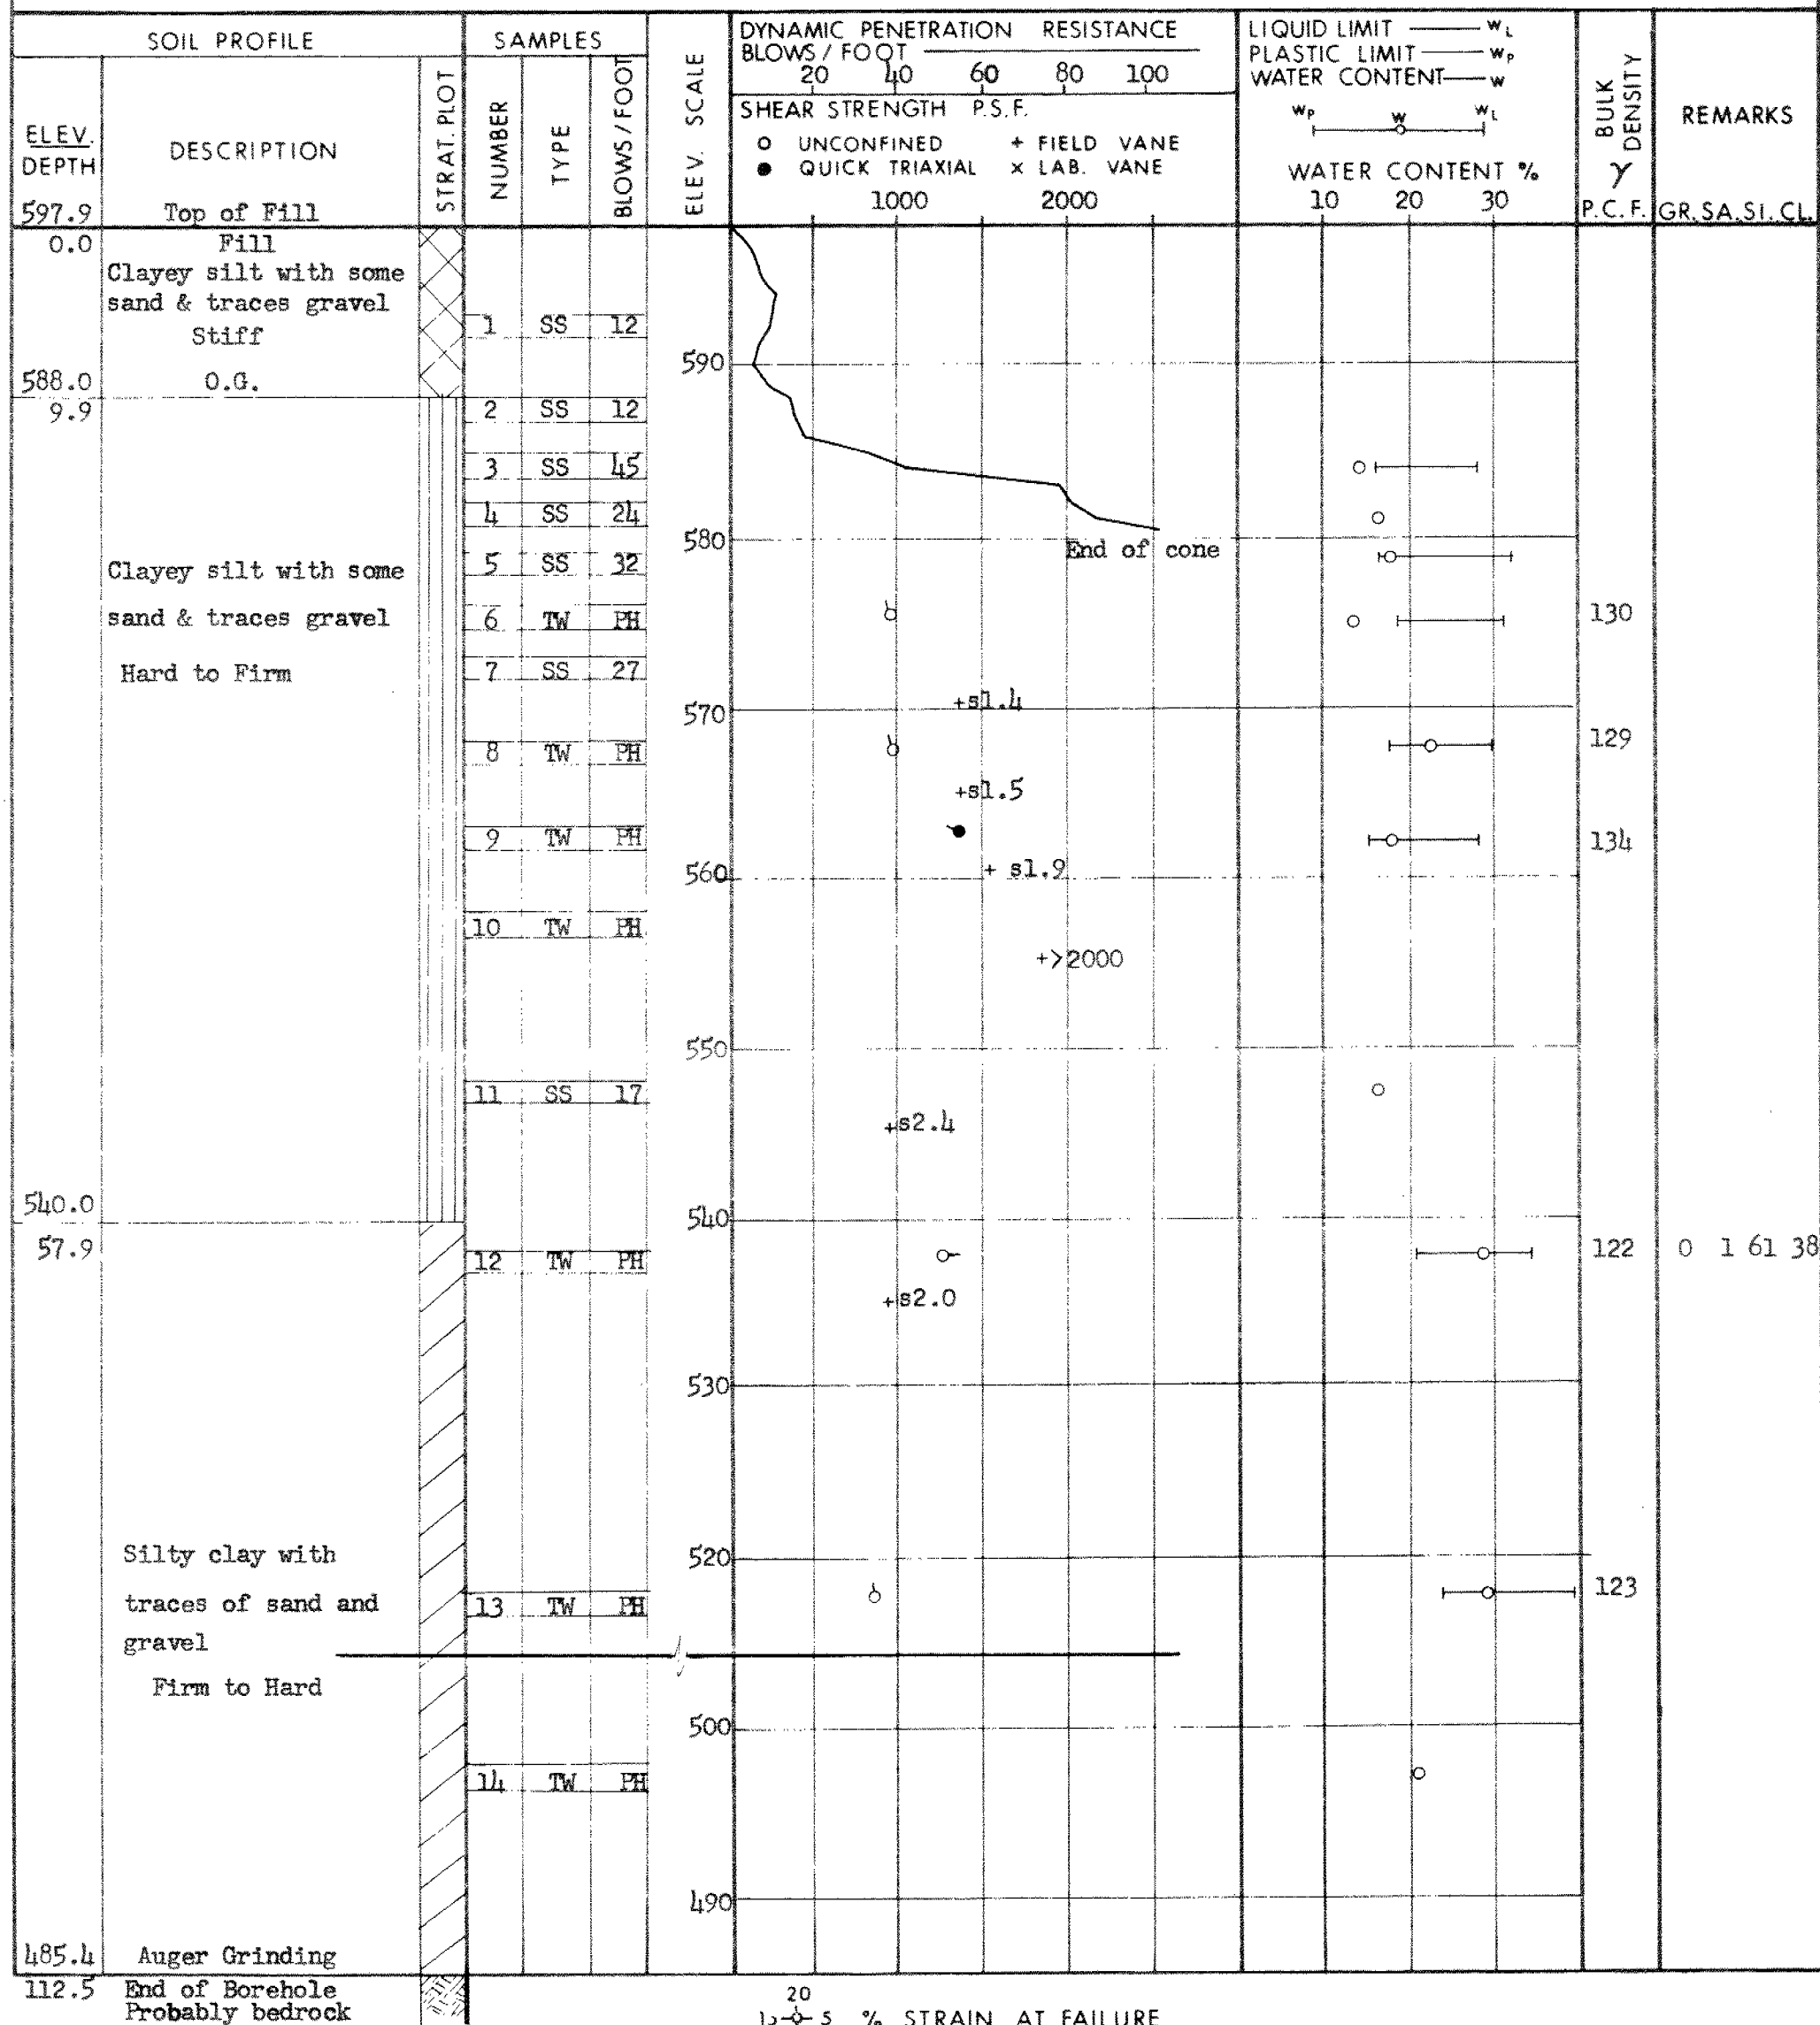 SOIL PROFILE
SAMPLES
ELEV. SCALE
DYNAMIC PENETRATION RESISTANCE
BLOWS / FOOT
20 40 60 80 100
SHEAR STRENGTH P.S.F.
O UNCONFINED + FIELD VANE
● QUICK TRIAXIAL x LAB. VANE
1000 2000
LIQUID LIMIT — wL
PLASTIC LIMIT — wP
WATER CONTENT — w
wP w wL
WATER CONTENT %
10 20 30
BULK DENSITY
γ
P.C.F.
REMARKS
GR. SA. SI. CL.
ELEV.
DEPTH
DESCRIPTION
STRAT. PLOT
NUMBER
TYPE
BLOWS / FOOT
597.9 Top of Fill
0.0 Fill
Clayey silt with some
sand & traces gravel
Stiff
1 SS 12
590
588.0 O.G.
9.9
2 SS 12
3 SS 45
4 SS 24
580
End of cone
5 SS 32
Clayey silt with some
sand & traces gravel
6 TW PH
130
Hard to Firm
7 SS 27
+s1.4
570
8 TW PH
129
+s1.5
9 TW PH
134
+ s1.9
560
10 TW PH
+>2000
550
11 SS 17
+s2.4
540.0
540
57.9
12 TW PH
122
0 1 61 38
+s2.0
530
520
Silty clay with
traces of sand and
gravel
13 TW PH
123
Firm to Hard
500
14 TW PH
490
485.4 Auger Grinding
112.5 End of Borehole
Probably bedrock
20
5 % STRAIN AT FAILURE